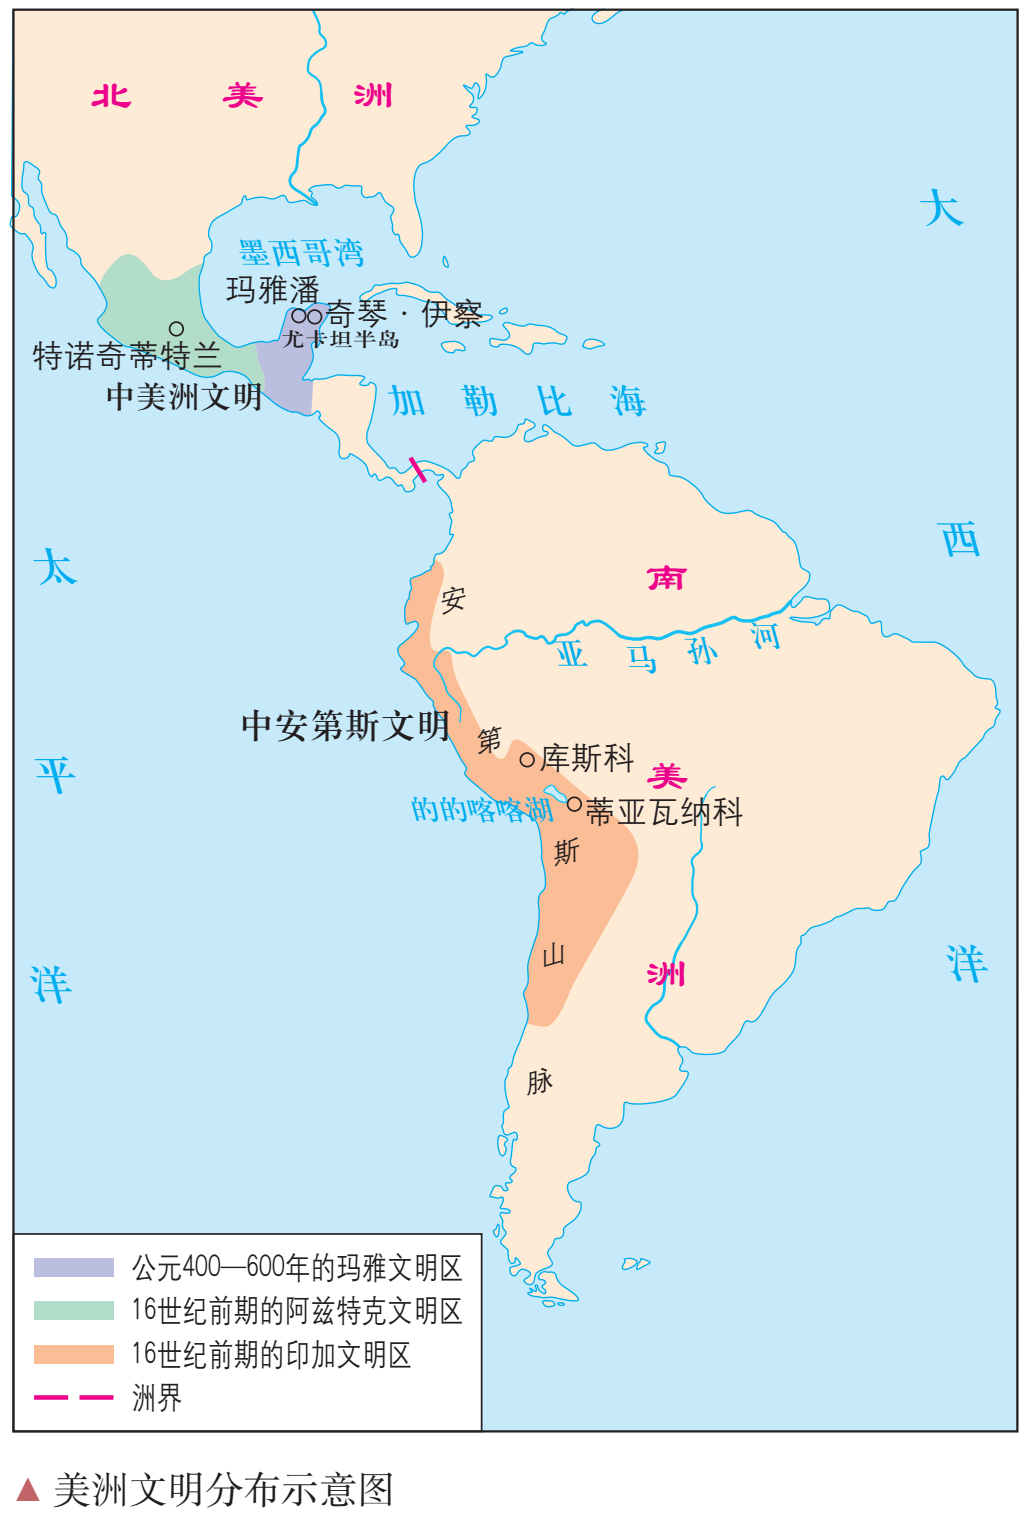 北美洲
大
墨西哥湾
玛雅潘
奇琴·伊察
尤卡坦半岛
特诺奇蒂特兰
中美洲文明
加勒比海
西
太
安
南
亚马孙河
中安第斯文明
第
库斯科
美
平
的的喀喀湖
蒂亚瓦纳科
斯
山
洲
洋
洋
脉
公元400—600年的玛雅文明区
16世纪前期的阿兹特克文明区
16世纪前期的印加文明区
洲界
▲ 美洲文明分布示意图